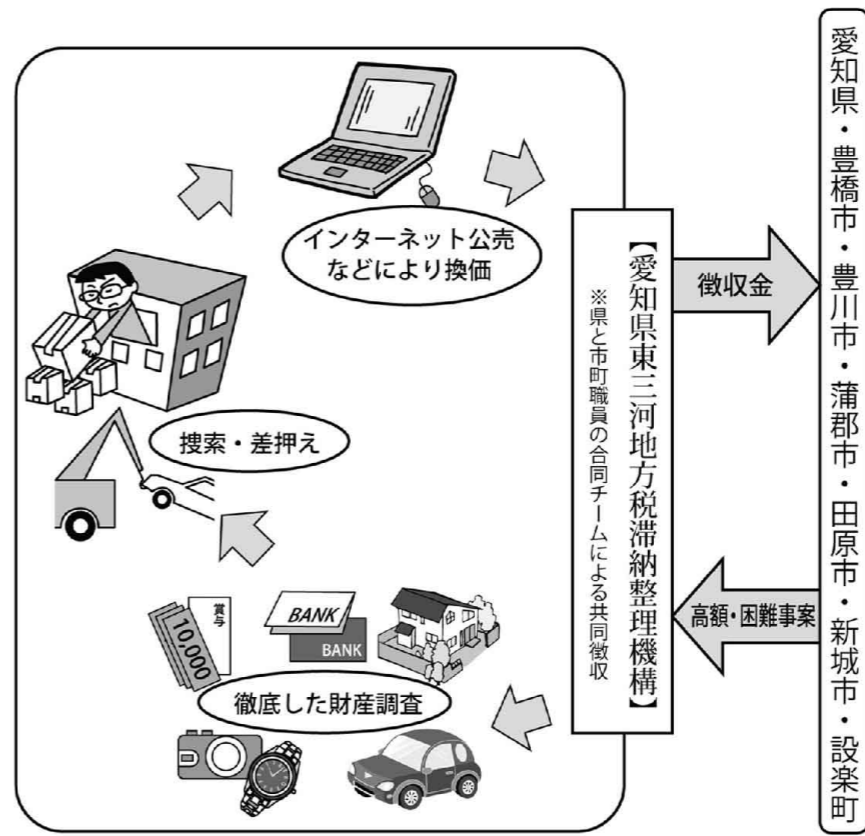 愛知県・豊橋市・豊川市・蒲郡市・田原市・新城市・設楽町
高額・困難事案
徴収金
【愛知県東三河地方税滞納整理機構】
※県と市町職員の合同チームによる共同徴収
徹底した財産調査
10,000
賞与
BANK
BANK
捜索・差押え
インターネット公売
などにより換価